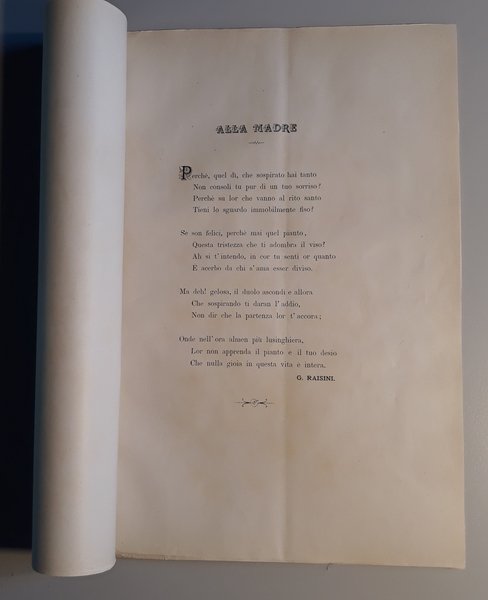 ALLA MADRE
Perchè, quel dì, che sospirato hai tanto
Non consoli tu pur di un tuo sorriso?
Perchè su lor che vanno al rito santo
Tieni lo sguardo immobilmente fiso?
Se son felici, perchè mai quel pianto,
Questa tristezza che ti adombra il viso?
Ah si t'intendo, in cor tu senti or quanto
E acerbo da chi s'ama esser diviso.
Ma deh! gelosa, il duolo ascondi e allora
Che sospirando ti daran l'addio,
Non dir che la partenza lor t'accora;
Onde nell'ora almen più lusinghiera,
Lor non apprenda il pianto e il tuo desio
Che nulla gioia in questa vita è intera.
G. RAISINI.